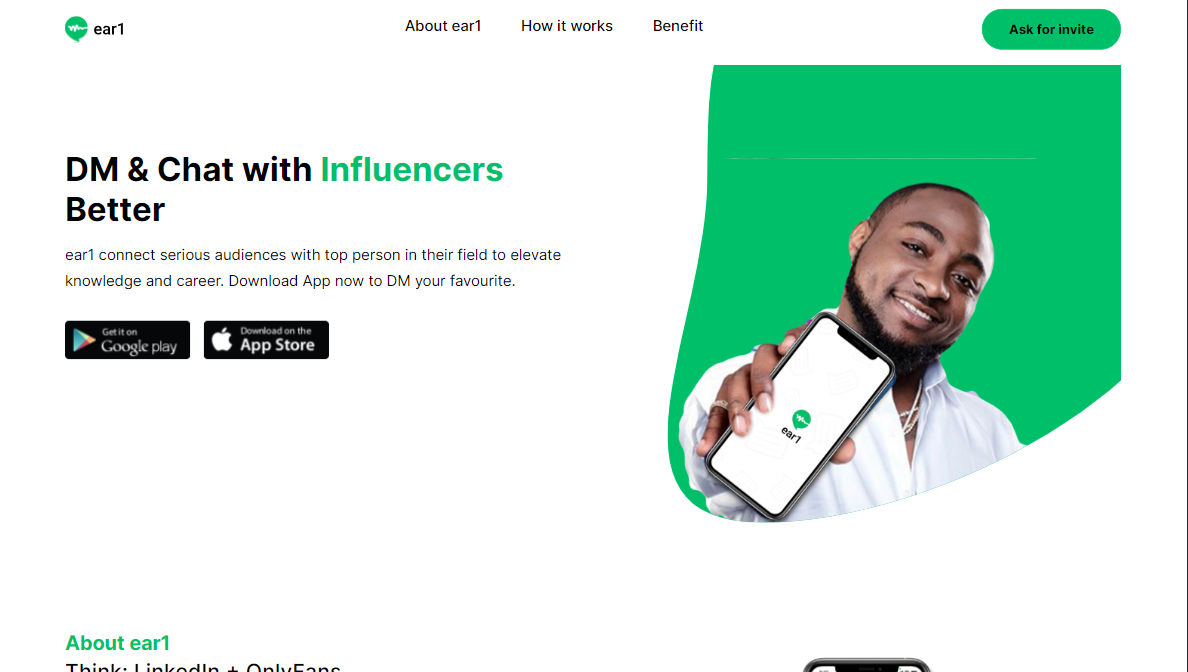 ear1
About ear1
How it works
Benefit
Ask for invite
DM & Chat with Influencers
Better
ear1 connect serious audiences with top person in their field to elevate
knowledge and career. Download App now to DM your favourite.
Get it on
Google play
Download on the
App Store
ear1
About ear1
Think: LinkedIn + OnlyFans